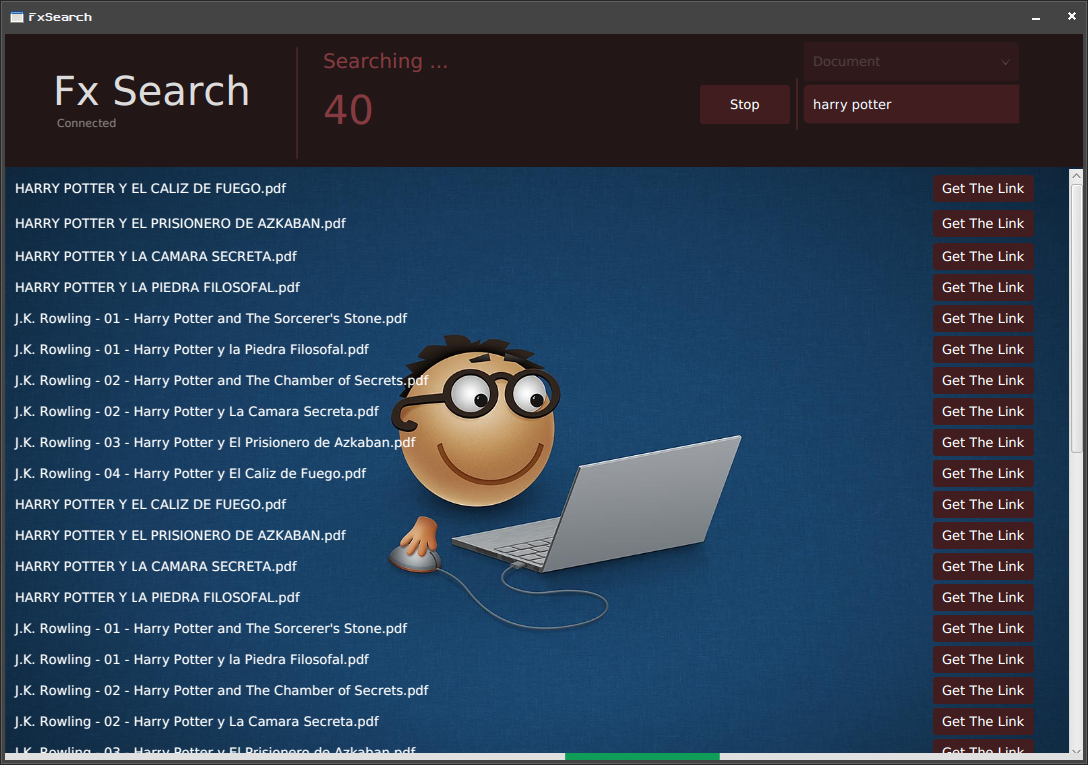 FxSearch
Fx Search
Connected
Searching ...
40
Document
Stop
harry potter
HARRY POTTER Y EL CALIZ DE FUEGO.pdf Get The Link
HARRY POTTER Y EL PRISIONERO DE AZKABAN.pdf Get The Link
HARRY POTTER Y LA CAMARA SECRETA.pdf Get The Link
HARRY POTTER Y LA PIEDRA FILOSOFAL.pdf Get The Link
J.K. Rowling - 01 - Harry Potter and The Sorcerer's Stone.pdf Get The Link
J.K. Rowling - 01 - Harry Potter y la Piedra Filosofal.pdf Get The Link
J.K. Rowling - 02 - Harry Potter and The Chamber of Secrets.pdf Get The Link
J.K. Rowling - 02 - Harry Potter y La Camara Secreta.pdf Get The Link
J.K. Rowling - 03 - Harry Potter y El Prisionero de Azkaban.pdf Get The Link
J.K. Rowling - 04 - Harry Potter y El Caliz de Fuego.pdf Get The Link
HARRY POTTER Y EL CALIZ DE FUEGO.pdf Get The Link
HARRY POTTER Y EL PRISIONERO DE AZKABAN.pdf Get The Link
HARRY POTTER Y LA CAMARA SECRETA.pdf Get The Link
HARRY POTTER Y LA PIEDRA FILOSOFAL.pdf Get The Link
J.K. Rowling - 01 - Harry Potter and The Sorcerer's Stone.pdf Get The Link
J.K. Rowling - 01 - Harry Potter y la Piedra Filosofal.pdf Get The Link
J.K. Rowling - 02 - Harry Potter and The Chamber of Secrets.pdf Get The Link
J.K. Rowling - 02 - Harry Potter y La Camara Secreta.pdf Get The Link
J.K. Rowling - 03 - Harry Potter y El Prisionero de Azkaban.pdf Get The Link